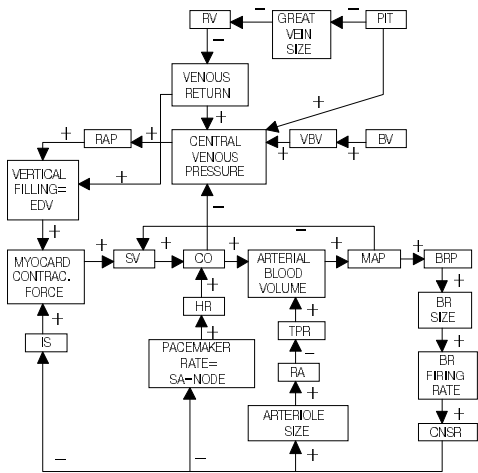 RV
−
GREAT
VEIN
SIZE
−
PIT
−
VENOUS
RETURN
+
+
+
RAP
+
CENTRAL
VENOUS
PRESSURE
+
VBV
+
BV
VERTICAL
FILLING=
EDV
+
+
−
−
MYOCARD
CONTRAC.
FORCE
+
SV
+
CO
+
ARTERIAL
BLOOD
VOLUME
+
MAP
+
BRP
+
+
+
+
HR
BR
SIZE
IS
+
TPR
+
PACEMAKER
RATE=
SA-NODE
−
RA
BR
FIRING
RATE
+
ARTERIOLE
SIZE
+
CNSR
−
−
+